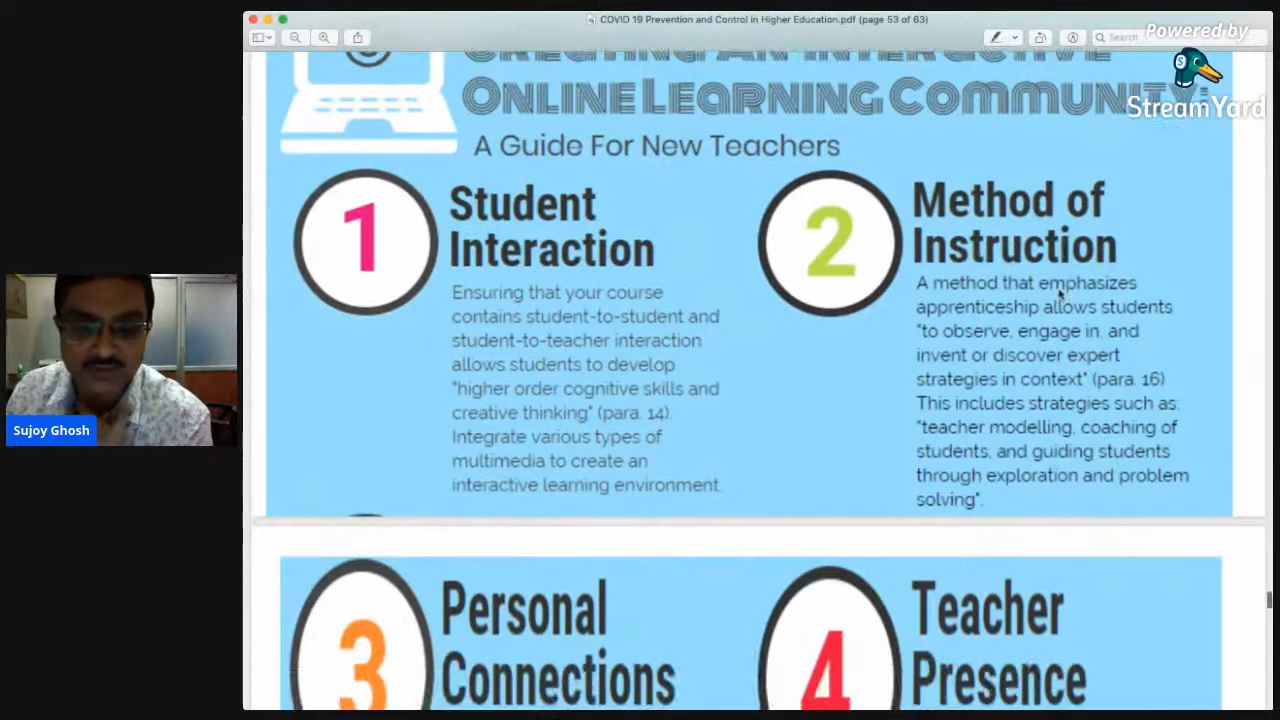 COVID 19 Prevention and Control in Higher Education.pdf (page 53 of 63)
Search
Powered by
StreamYard
CREATING AN INTERACTIVE
ONLINE LEARNING COMMUNITY:
A Guide For New Teachers
1
Student
Interaction
Ensuring that your course
contains student-to-student and
student-to-teacher interaction
allows students to develop
"higher order cognitive skills and
creative thinking" (para. 14).
Integrate various types of
multimedia to create an
interactive learning environment.
2
Method of
Instruction
A method that emphasizes
apprenticeship allows students
"to observe, engage in, and
invent or discover expert
strategies in context" (para. 16)
This includes strategies such as:
"teacher modelling, coaching of
students, and guiding students
through exploration and problem
solving".
3
Personal
Connections
4
Teacher
Presence
Sujoy Ghosh